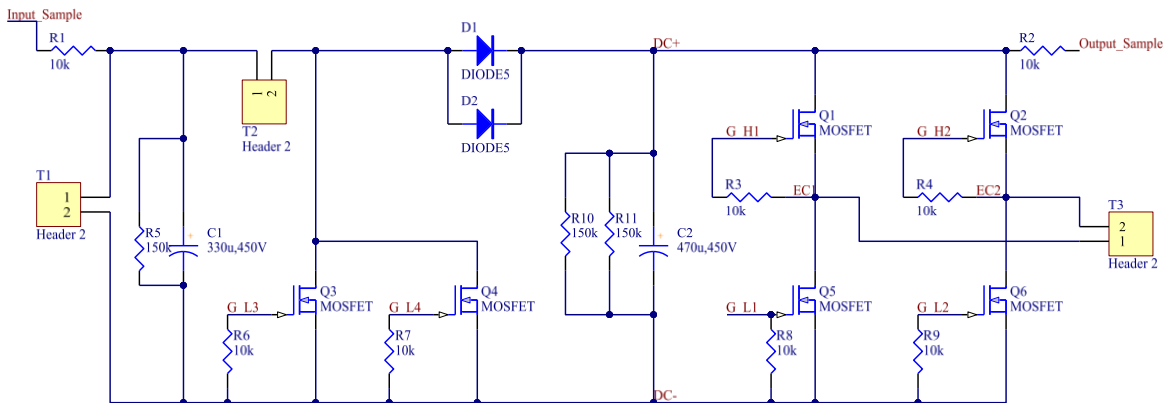 Input_Sample
R1
10k
T1
1
2
Header 2
R5
150k
C1
+
330u,450V
1
2
T2
Header 2
D1
DIODE5
D2
DIODE5
G_L3
Q3
MOSFET
R6
10k
G_L4
Q4
MOSFET
R7
10k
DC+
R10
150k
R11
150k
+
C2
470u,450V
DC-
G_H1
Q1
MOSFET
R3
10k
EC1
G_L1
Q5
MOSFET
R8
10k
R2
10k
Output_Sample
G_H2
Q2
MOSFET
R4
10k
EC2
G_L2
Q6
MOSFET
R9
10k
T3
2
1
Header 2